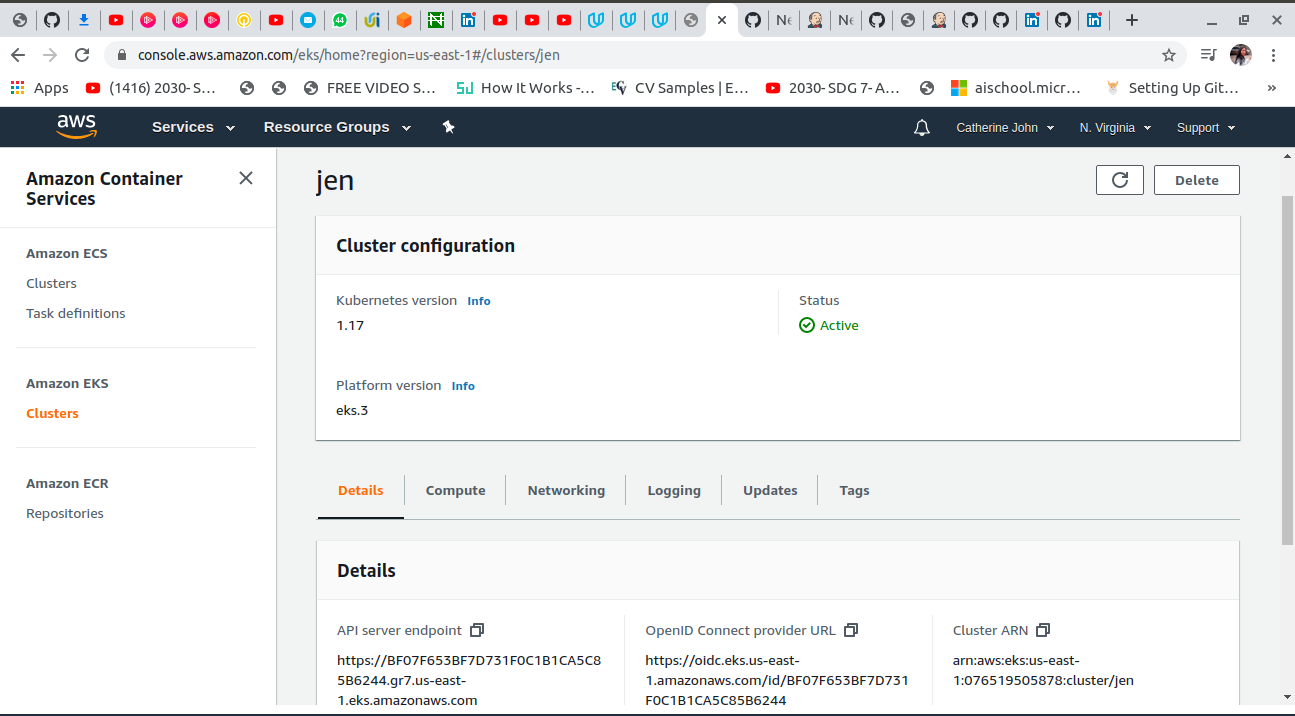 44
Ne
Ne
console.aws.amazon.com/eks/home?region=us-east-1#/clusters/jen
Apps
(1416) 2030- S...
FREE VIDEO S...
How It Works -...
CV Samples | E...
2030- SDG 7- A...
aischool.micr...
Setting Up Git...
»
aws
Services
Resource Groups
Catherine John
N. Virginia
Support
Amazon Container
Services
Amazon ECS
Clusters
Task definitions
Amazon EKS
Clusters
Amazon ECR
Repositories
jen
Delete
Cluster configuration
Kubernetes version Info
1.17
Status
Active
Platform version Info
eks.3
Details
Compute
Networking
Logging
Updates
Tags
Details
API server endpoint
https://BF07F653BF7D731F0C1B1CA5C8
5B6244.gr7.us-east-
1.eks.amazonaws.com
OpenID Connect provider URL
https://oidc.eks.us-east-
1.amazonaws.com/id/BF07F653BF7D731
F0C1B1CA5C85B6244
Cluster ARN
arn:aws:eks:us-east-
1:076519505878:cluster/jen